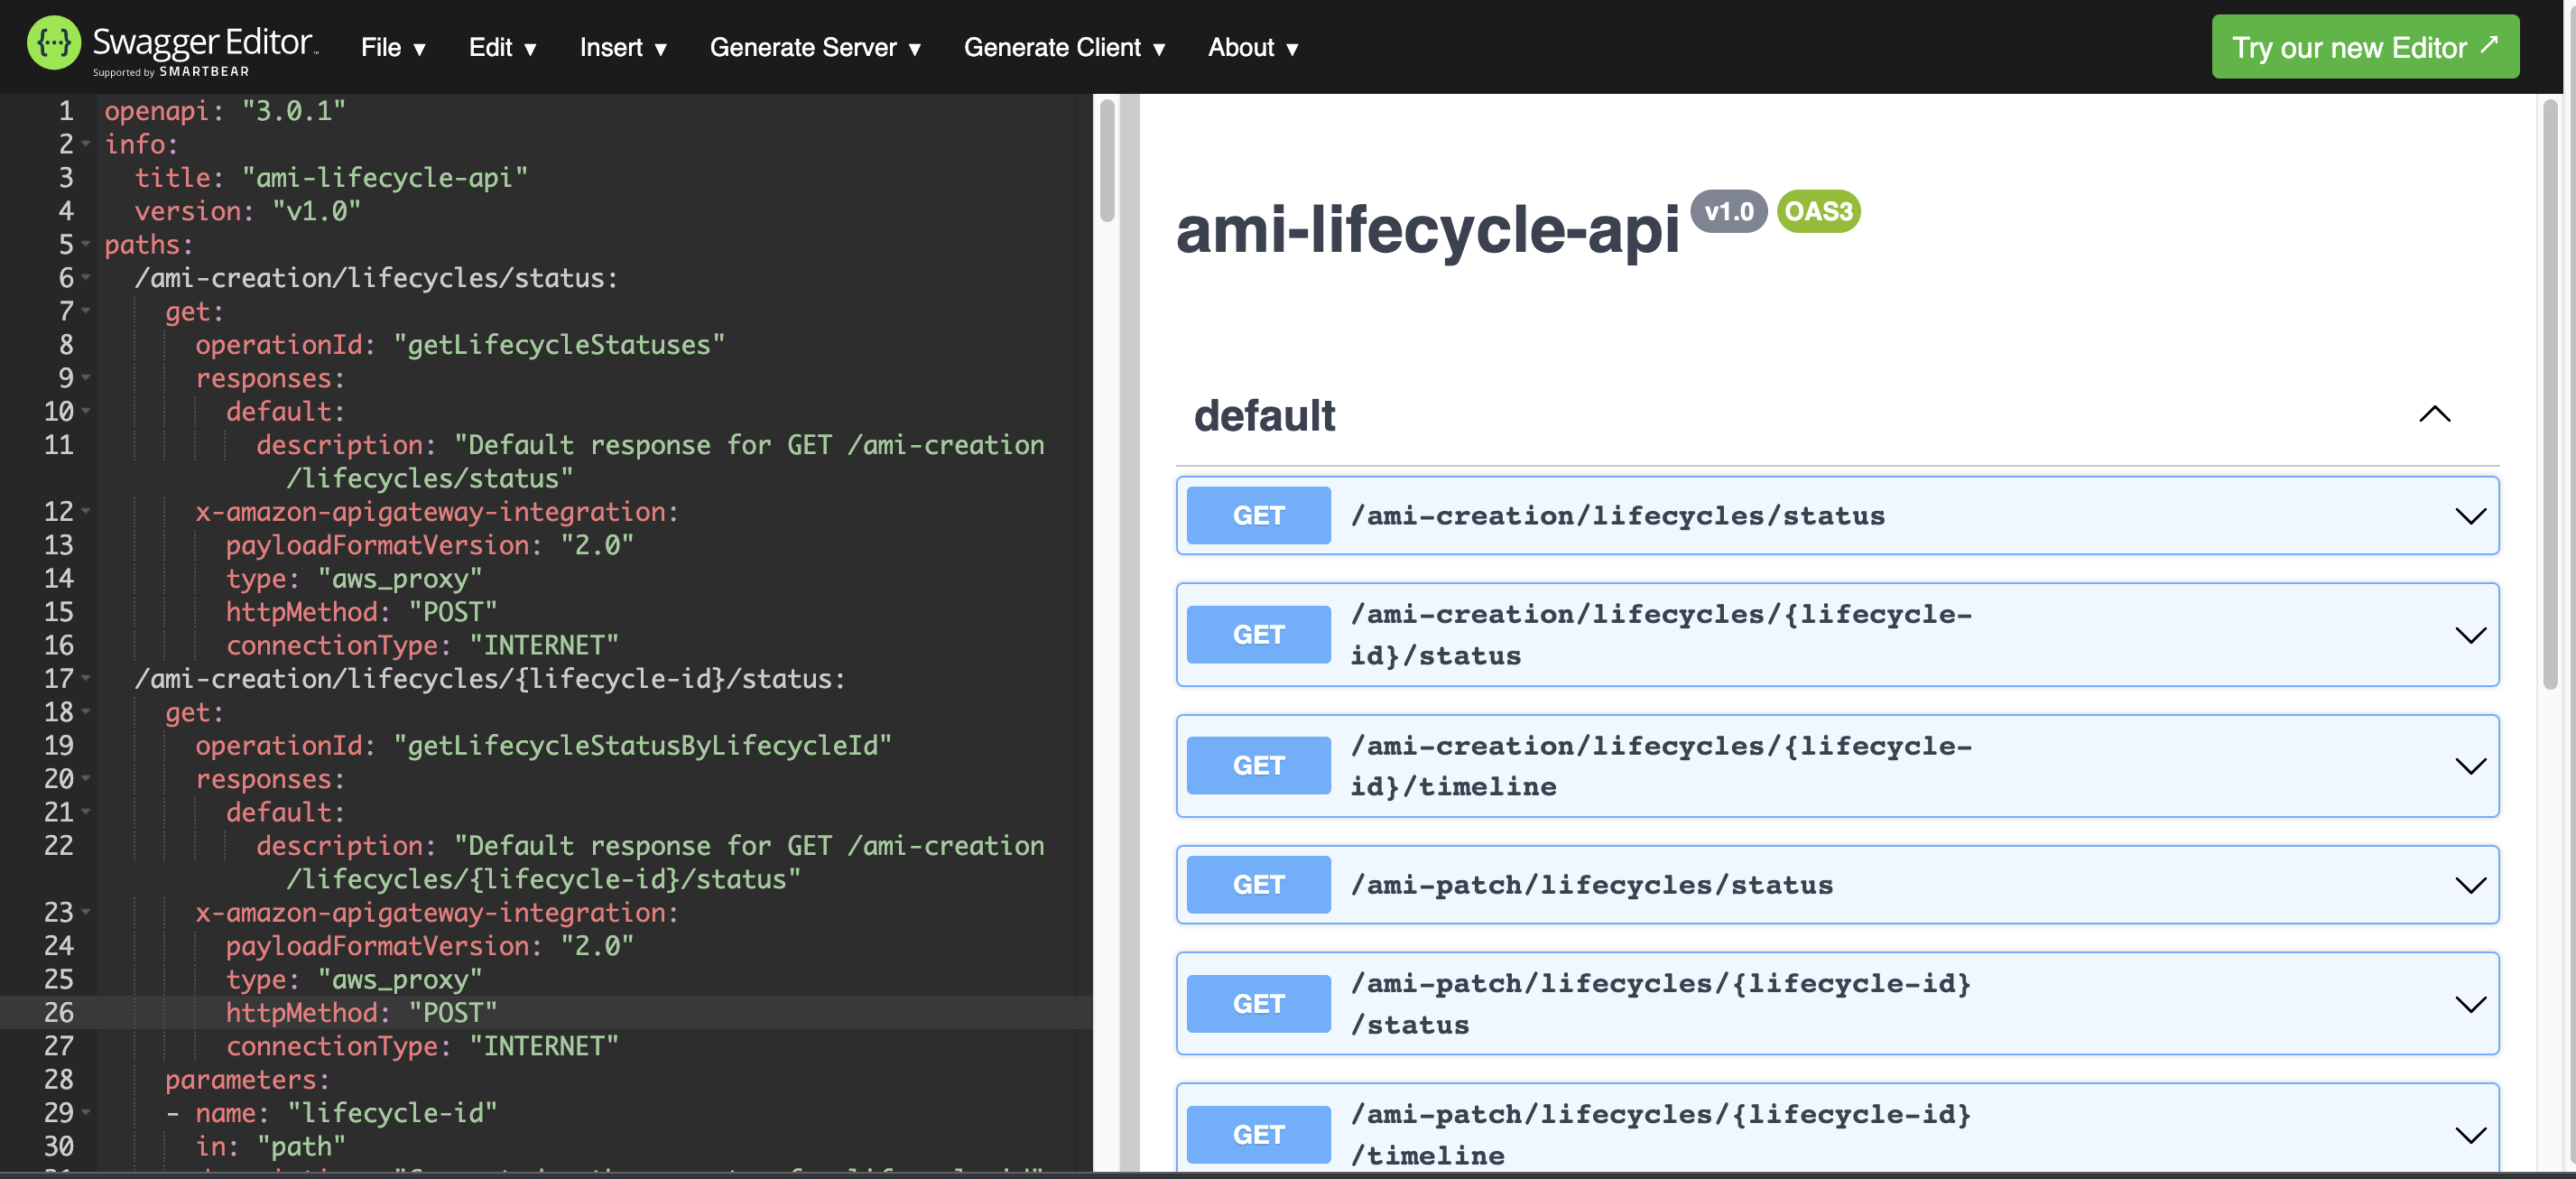 Swagger Editor
Supported by SMARTBEAR
File ▼
Edit ▼
Insert ▼
Generate Server ▼
Generate Client ▼
About ▼
Try our new Editor ↗
1 openapi: "3.0.1"
2 info:
3 title: "ami-lifecycle-api"
4 version: "v1.0"
5 paths:
6 /ami-creation/lifecycles/status:
7 get:
8 operationId: "getLifecycleStatuses"
9 responses:
10 default:
11 description: "Default response for GET /ami-creation
/lifecycles/status"
12 x-amazon-apigateway-integration:
13 payloadFormatVersion: "2.0"
14 type: "aws_proxy"
15 httpMethod: "POST"
16 connectionType: "INTERNET"
17 /ami-creation/lifecycles/{lifecycle-id}/status:
18 get:
19 operationId: "getLifecycleStatusByLifecycleId"
20 responses:
21 default:
22 description: "Default response for GET /ami-creation
/lifecycles/{lifecycle-id}/status"
23 x-amazon-apigateway-integration:
24 payloadFormatVersion: "2.0"
25 type: "aws_proxy"
26 httpMethod: "POST"
27 connectionType: "INTERNET"
28 parameters:
29 - name: "lifecycle-id"
30 in: "path"
ami-lifecycle-api v1.0 OAS3
default
GET /ami-creation/lifecycles/status
GET /ami-creation/lifecycles/{lifecycle-
id}/status
GET /ami-creation/lifecycles/{lifecycle-
id}/timeline
GET /ami-patch/lifecycles/status
GET /ami-patch/lifecycles/{lifecycle-id}
/status
GET /ami-patch/lifecycles/{lifecycle-id}
/timeline